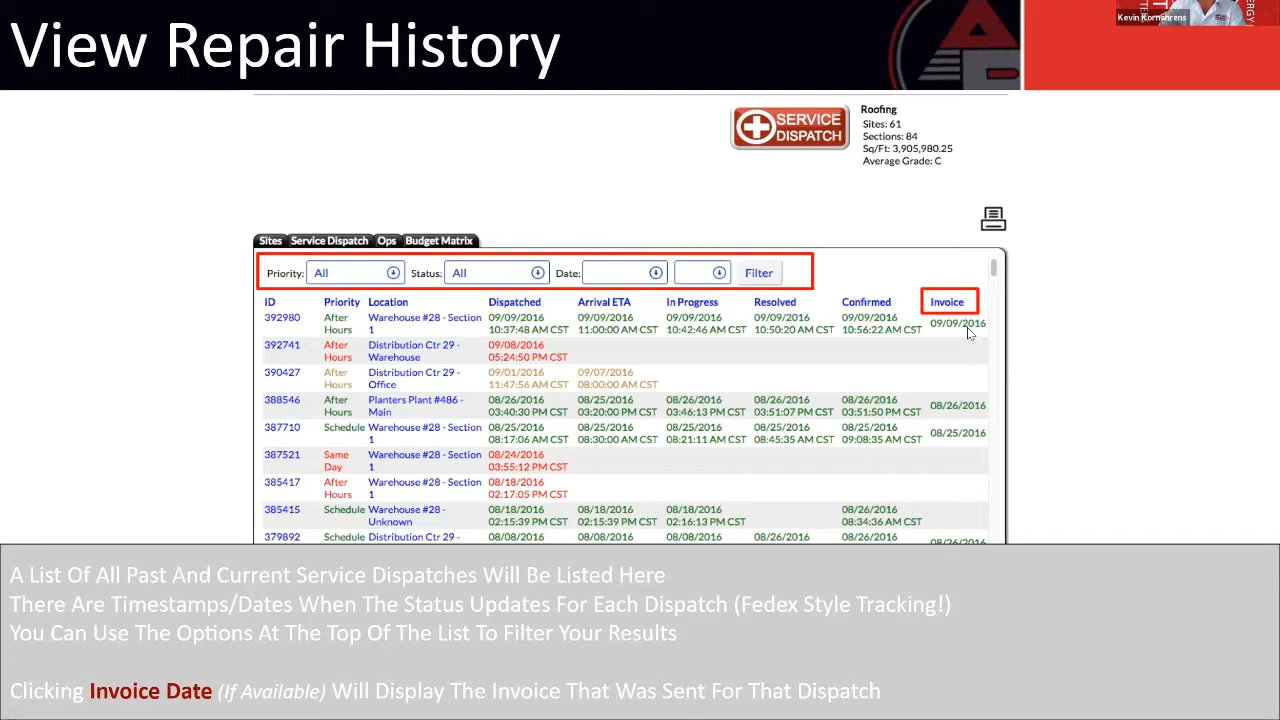 View Repair History
Kevin Kornahrens
SERVICE
DISPATCH
Roofing
Sites: 61
Sections: 84
Sq/Ft: 3,905,980.25
Average Grade: C
Sites Service Dispatch Ops Budget Matrix
Priority: All Status: All Date: Filter
ID Priority Location Dispatched Arrival ETA In Progress Resolved Confirmed Invoice
392980 After Warehouse #28 - Section 09/09/2016 09/09/2016 09/09/2016 09/09/2016 09/09/2016 09/09/2016
Hours 1 10:37:48 AM CST 11:00:00 AM CST 10:42:46 AM CST 10:50:20 AM CST 10:56:22 AM CST
392741 After Distribution Ctr 29 - 09/08/2016
Hours Warehouse 05:24:50 PM CST
390427 After Distribution Ctr 29 - 09/01/2016 09/07/2016
Hours Office 11:47:56 AM CST 08:00:00 AM CST
388546 After Planters Plant #486 - 08/26/2016 08/25/2016 08/26/2016 08/26/2016 08/26/2016 08/26/2016
Hours Main 03:40:30 PM CST 03:20:00 PM CST 03:46:13 PM CST 03:51:07 PM CST 03:51:50 PM CST
387710 Schedule Warehouse #28 - Section 08/25/2016 08/25/2016 08/25/2016 08/25/2016 08/25/2016 08/25/2016
1 08:17:06 AM CST 08:30:00 AM CST 08:21:11 AM CST 08:45:35 AM CST 09:08:35 AM CST
387521 Same Warehouse #28 - Section 08/24/2016
Day 1 03:55:12 PM CST
385417 After Warehouse #28 - Section 08/18/2016
Hours 1 02:17:05 PM CST
385415 Schedule Warehouse #28 - 08/18/2016 08/18/2016 08/18/2016 08/26/2016
Unknown 02:15:39 PM CST 02:15:39 PM CST 02:16:13 PM CST 08:34:36 AM CST
379892 Schedule Distribution Ctr 29 - 08/08/2016 08/08/2016 08/08/2016 08/26/2016 08/26/2016 08/26/2016
A List Of All Past And Current Service Dispatches Will Be Listed Here
There Are Timestamps/Dates When The Status Updates For Each Dispatch (Fedex Style Tracking!)
You Can Use The Options At The Top Of The List To Filter Your Results
Clicking Invoice Date (If Available) Will Display The Invoice That Was Sent For That Dispatch